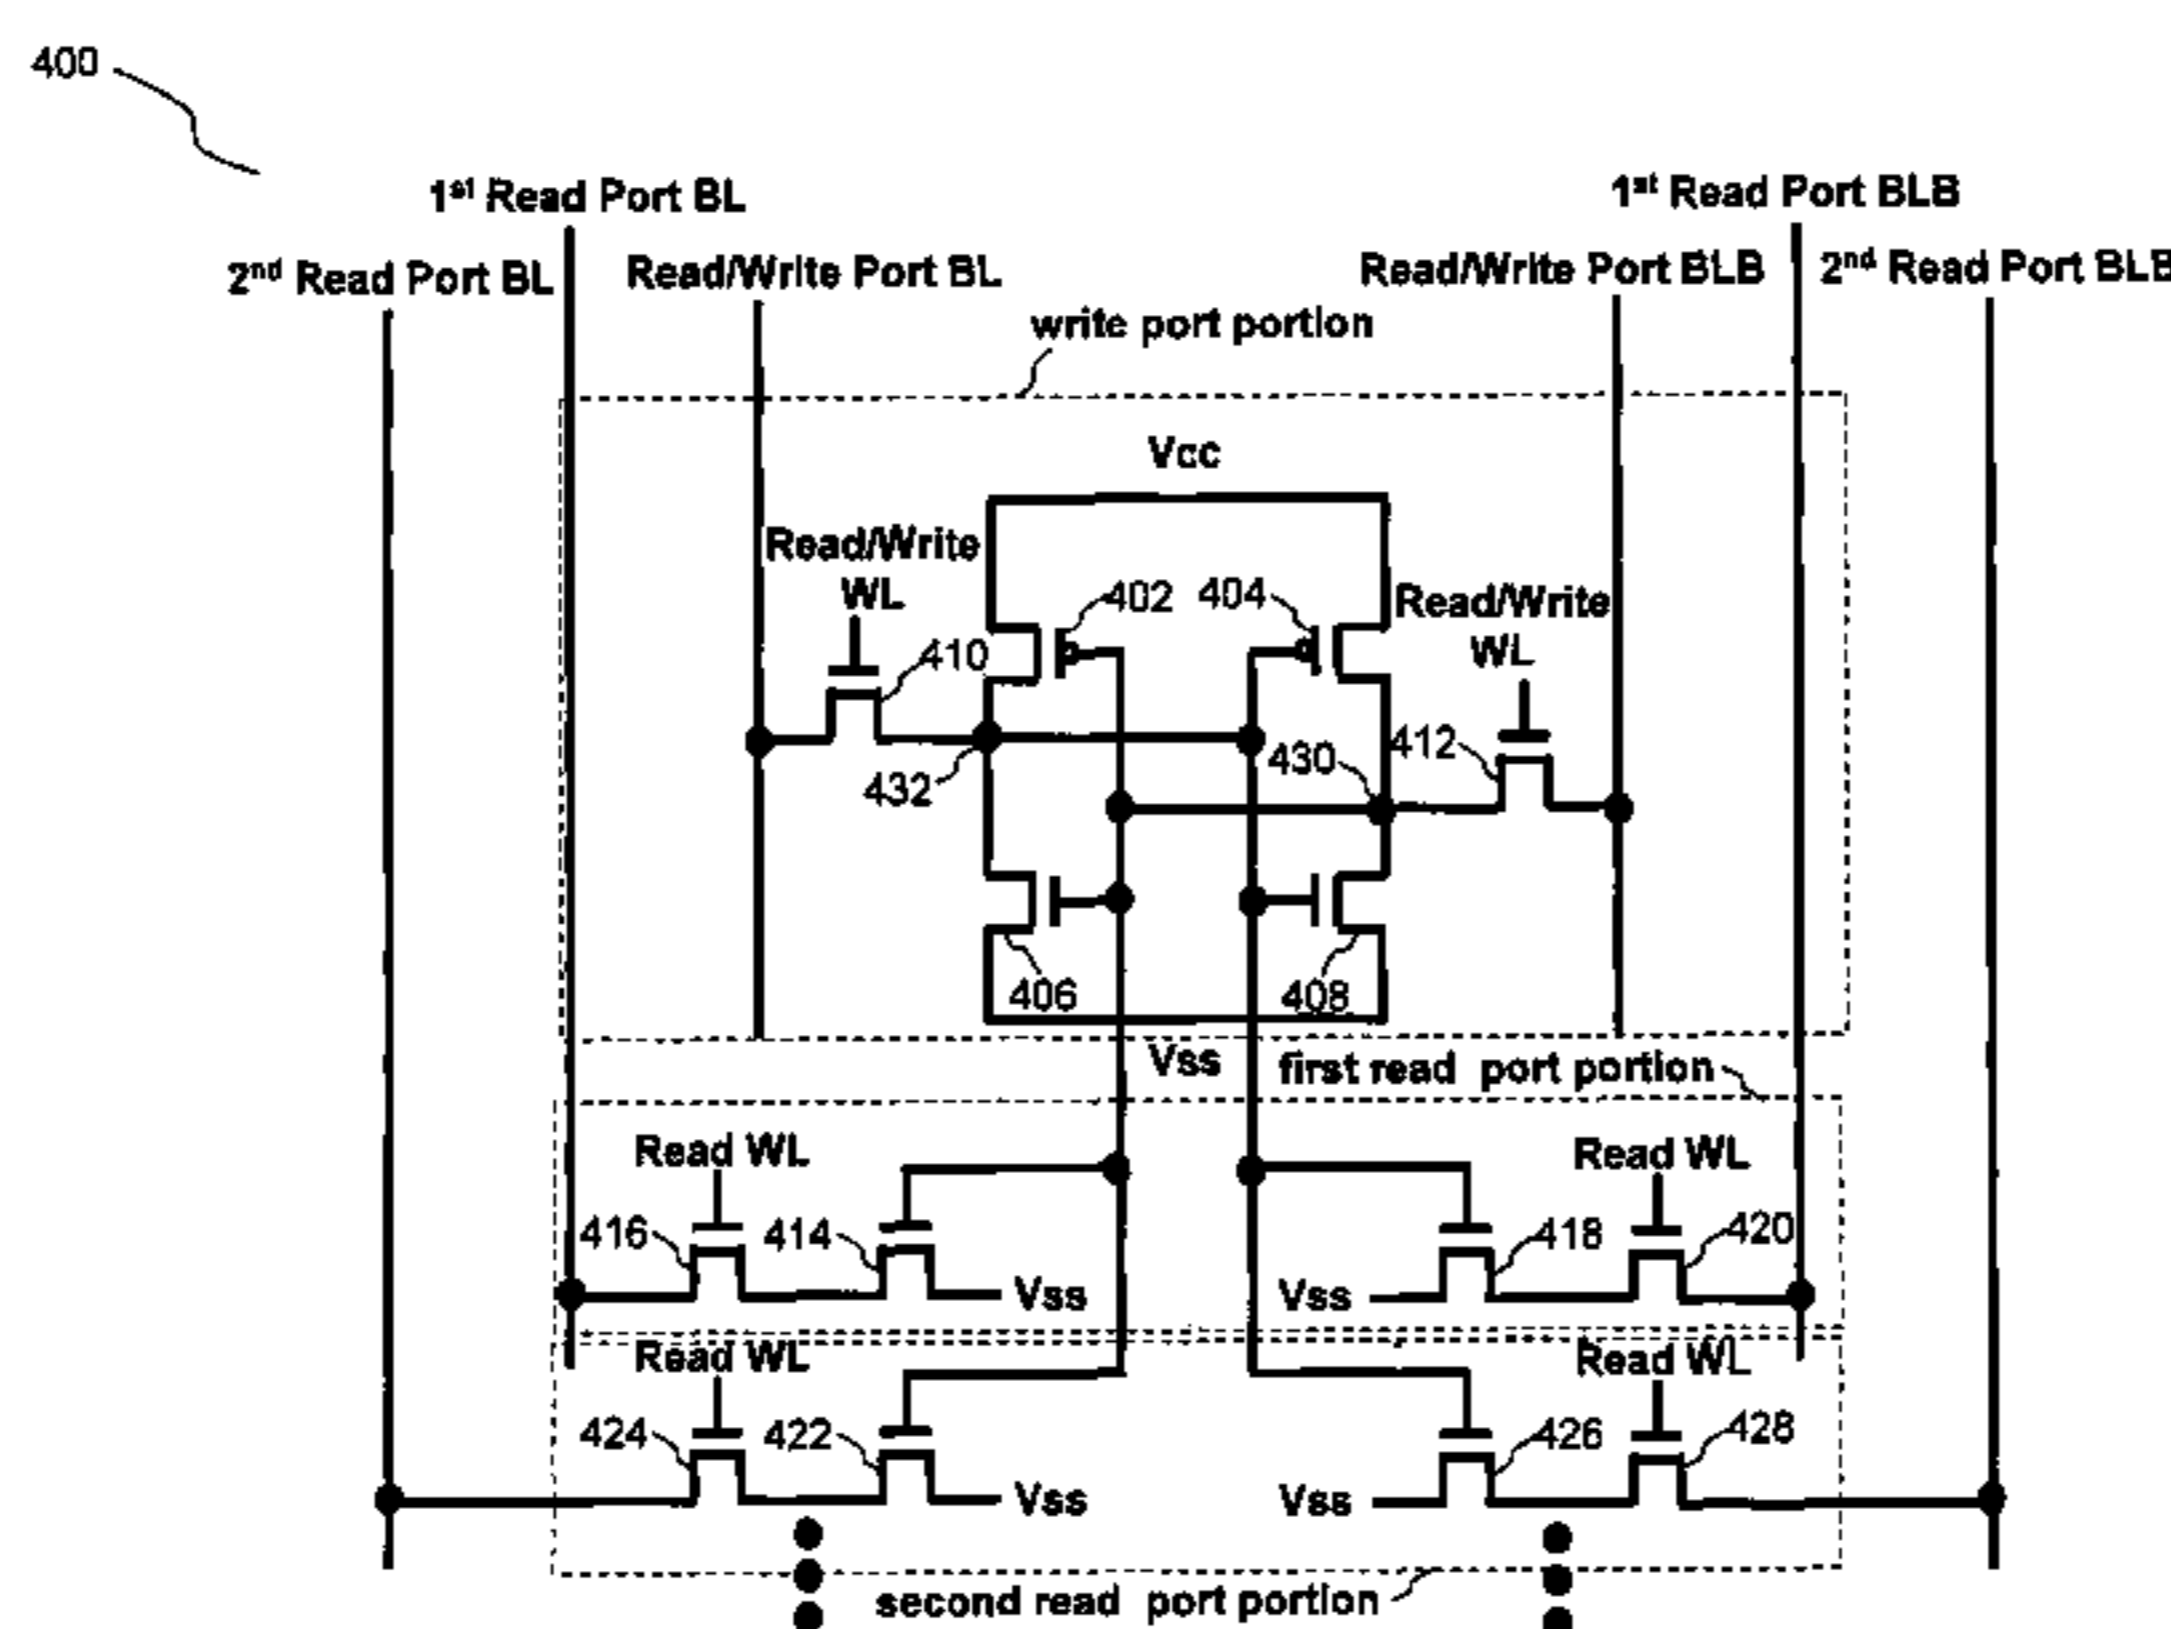 400
1st Read Port BL
1st Read Port BLB
2nd Read Port BL
Read/Write Port BL
Read/Write Port BLB
2nd Read Port BLB
write port portion
Vcc
Read/Write
WL
402
404
Read/Write
WL
410
412
432
430
406
408
Vss
first read port portion
Read WL
Read WL
416
414
418
420
Vss
Vss
Read WL
Read WL
424
422
426
428
Vss
Vss
second read port portion